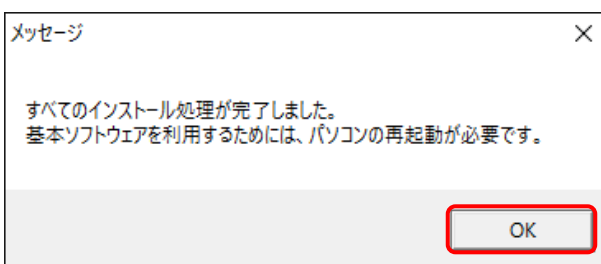 メッセージ
すべてのインストール処理が完了しました。
基本ソフトウェアを利用するためには、パソコンの再起動が必要です。
OK